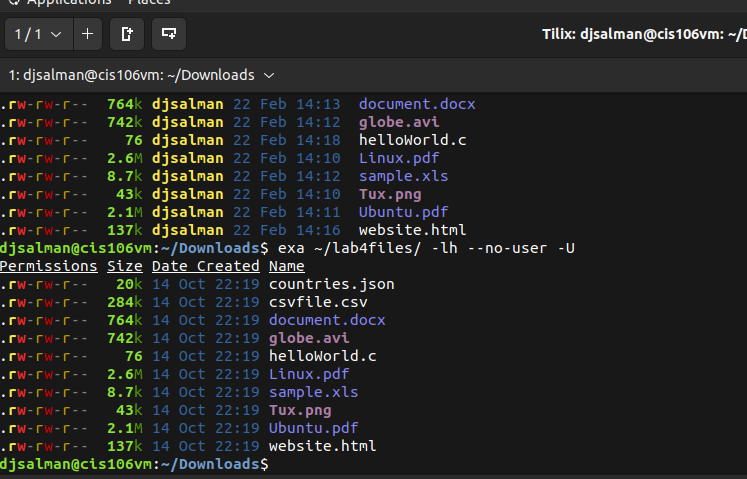 Applications Places
1 / 1
Tilix: djsalman@cis106vm: ~/D
1: djsalman@cis106vm: ~/Downloads
.rw-rw-r-- 764k djsalman 22 Feb 14:13 document.docx
.rw-rw-r-- 742k djsalman 22 Feb 14:12 globe.avi
.rw-rw-r-- 76 djsalman 22 Feb 14:18 helloWorld.c
.rw-rw-r-- 2.6M djsalman 22 Feb 14:10 Linux.pdf
.rw-rw-r-- 8.7k djsalman 22 Feb 14:12 sample.xls
.rw-rw-r-- 43k djsalman 22 Feb 14:10 Tux.png
.rw-rw-r-- 2.1M djsalman 22 Feb 14:11 Ubuntu.pdf
.rw-rw-r-- 137k djsalman 22 Feb 14:16 website.html
djsalman@cis106vm:~/Downloads$ exa ~/lab4files/ -lh --no-user -U
Permissions Size Date Created Name
.rw-rw-r-- 20k 14 Oct 22:19 countries.json
.rw-rw-r-- 284k 14 Oct 22:19 csvfile.csv
.rw-rw-r-- 764k 14 Oct 22:19 document.docx
.rw-rw-r-- 742k 14 Oct 22:19 globe.avi
.rw-rw-r-- 76 14 Oct 22:19 helloWorld.c
.rw-rw-r-- 2.6M 14 Oct 22:19 Linux.pdf
.rw-rw-r-- 8.7k 14 Oct 22:19 sample.xls
.rw-rw-r-- 43k 14 Oct 22:19 Tux.png
.rw-rw-r-- 2.1M 14 Oct 22:19 Ubuntu.pdf
.rw-rw-r-- 137k 14 Oct 22:19 website.html
djsalman@cis106vm:~/Downloads$